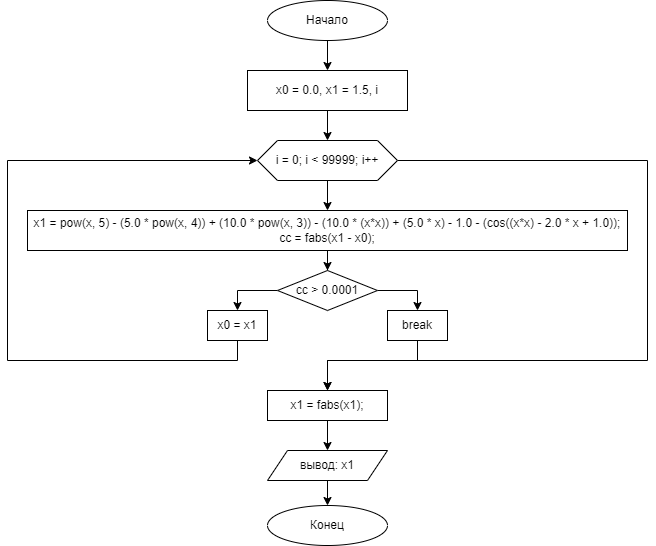 Начало
x0 = 0.0, x1 = 1.5, i
i = 0; i < 99999; i++
x1 = pow(x, 5) - (5.0 * pow(x, 4)) + (10.0 * pow(x, 3)) - (10.0 * (x*x)) + (5.0 * x) - 1.0 - (cos((x*x) - 2.0 * x + 1.0));
cc = fabs(x1 - x0);
cc > 0.0001
x0 = x1
break
x1 = fabs(x1);
вывод: x1
Конец